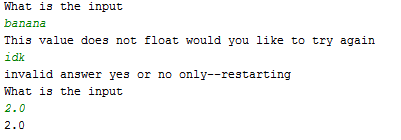 What is the input
banana
This value does not float would you like to try again
idk
invalid answer yes or no only--restarting
What is the input
2.0
2.0